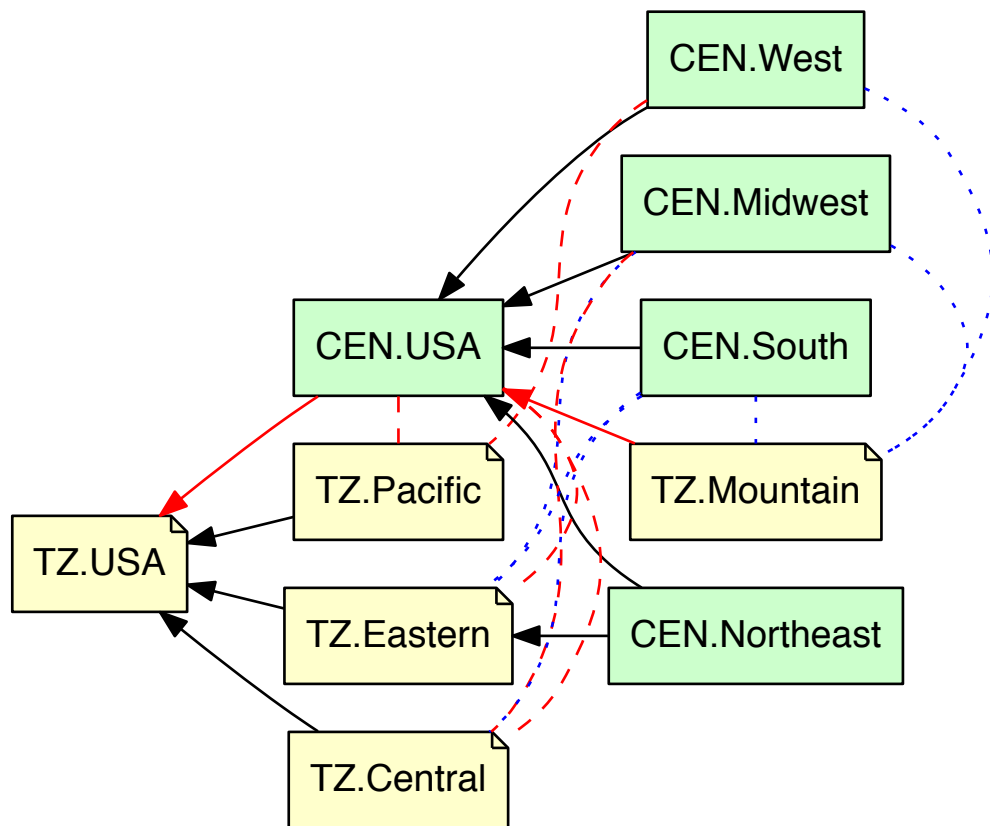 CEN.West
CEN.Midwest
CEN.USA
CEN.South
TZ.Pacific
TZ.Mountain
TZ.USA
TZ.Eastern
CEN.Northeast
TZ.Central